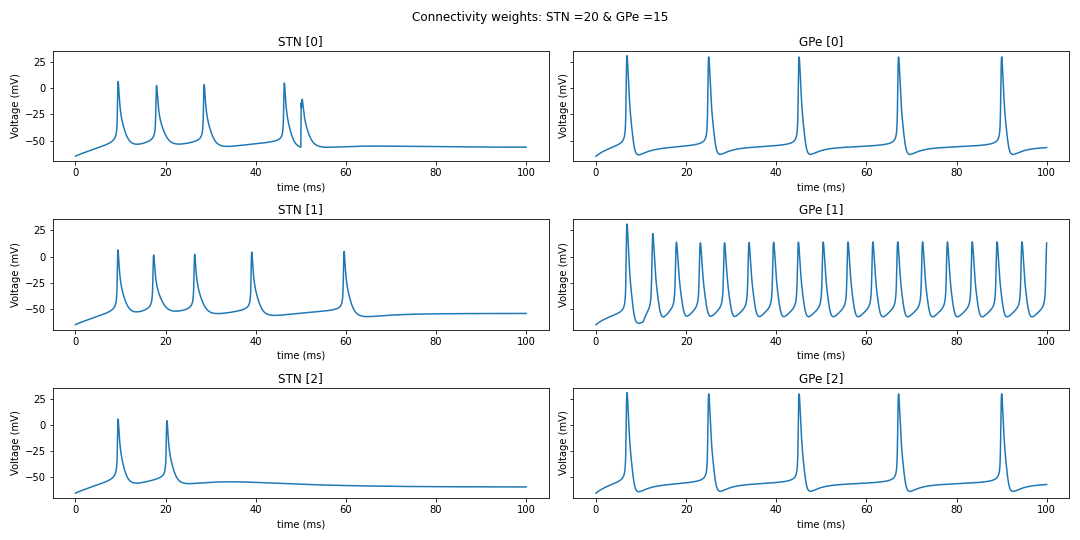 Connectivity weights: STN =20 & GPe =15
STN [0]
GPe [0]
Voltage (mV)
25
0
−25
−50
0 20 40 60 80 100
time (ms)
Voltage (mV)
0 20 40 60 80 100
time (ms)
STN [1]
GPe [1]
Voltage (mV)
25
0
−25
−50
0 20 40 60 80 100
time (ms)
Voltage (mV)
0 20 40 60 80 100
time (ms)
STN [2]
GPe [2]
Voltage (mV)
25
0
−25
−50
0 20 40 60 80 100
time (ms)
Voltage (mV)
0 20 40 60 80 100
time (ms)